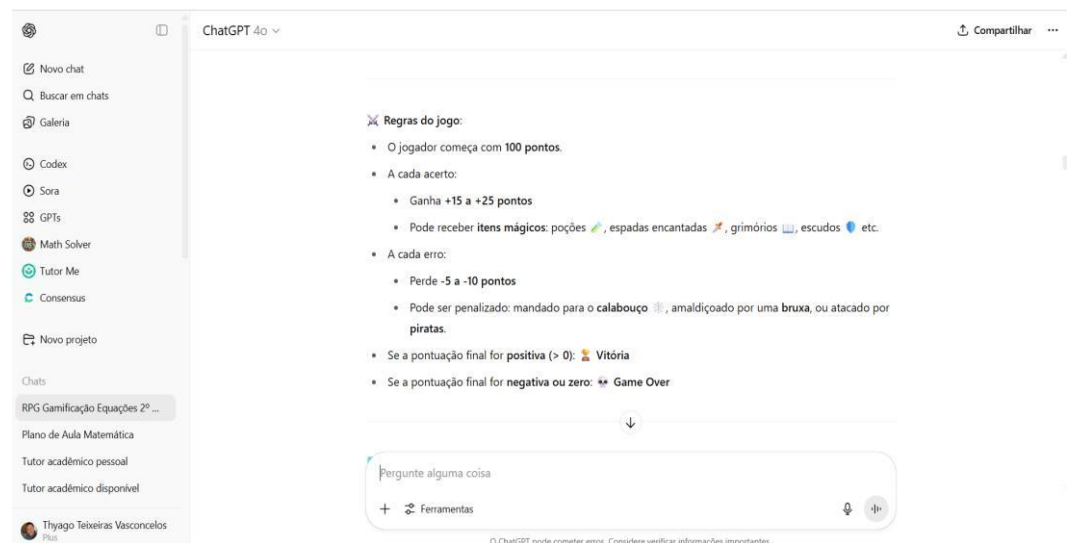 ChatGPT 4o
Compartilhar
Novo chat
Buscar em chats
Galeria
Codex
Sora
GPTs
Math Solver
Tutor Me
Consensus
Novo projeto
Chats
RPG Gamificação Equações 2º ...
Plano de Aula Matemática
Tutor acadêmico pessoal
Tutor acadêmico disponível
Thyago Teixeiras Vasconcelos
Plus
⚔️ Regras do jogo:
• O jogador começa com 100 pontos.
• A cada acerto:
• Ganha +15 a +25 pontos
• Pode receber itens mágicos: poções 🧪, espadas encantadas 🗡️, grimórios 📖, escudos 🛡️ etc.
• A cada erro:
• Perde -5 a -10 pontos
• Pode ser penalizado: mandado para o calabouço 🕸️, amaldiçoado por uma bruxa, ou atacado por
piratas.
• Se a pontuação final for positiva (> 0): 🏆 Vitória
• Se a pontuação final for negativa ou zero: 💀 Game Over
Pergunte alguma coisa
Ferramentas
O ChatGPT pode cometer erros. Considere verificar informações importantes.